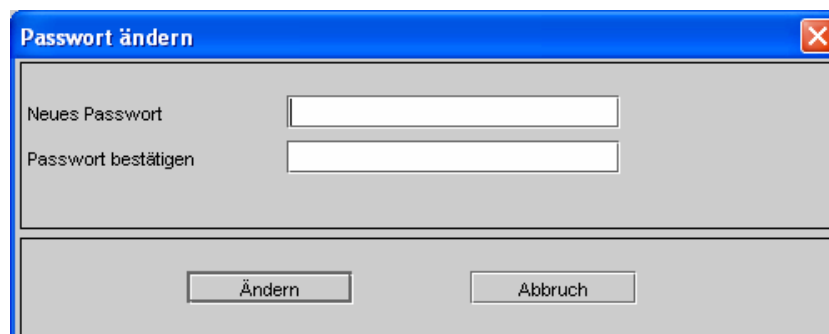 Passwort ändern
Neues Passwort
Passwort bestätigen
Ändern Abbruch